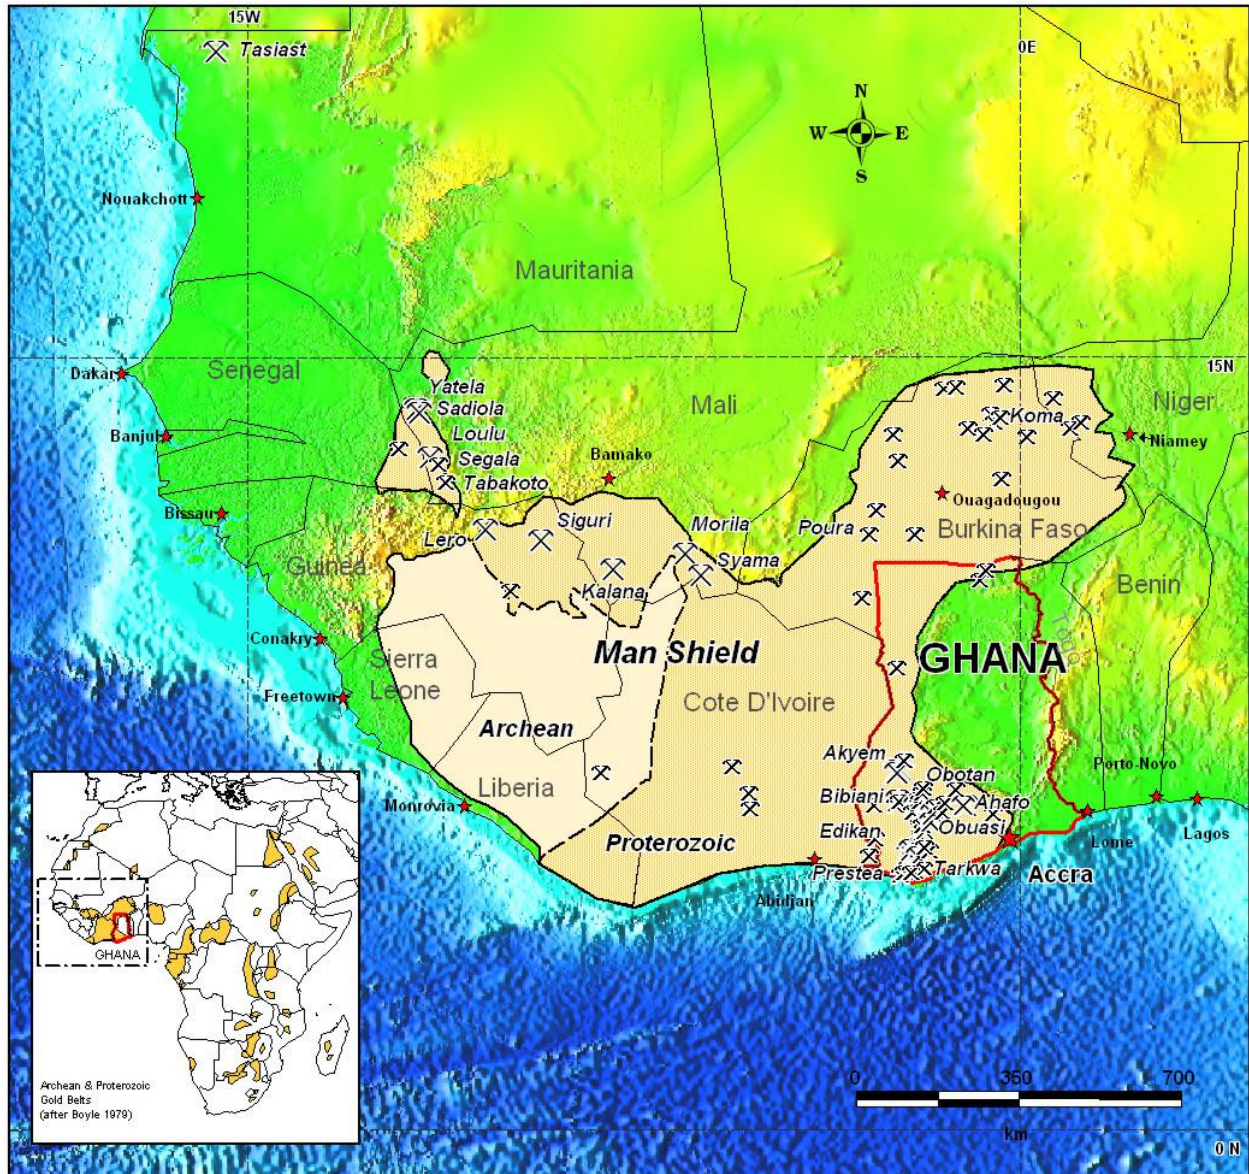 15W
0E
Tasiast
N
W E
S
Nouakchott
Mauritania
15N
Dakar
Senegal
Yatela
Sadiola
Mali
Niger
Koma
Banjul
Loulu
Niamey
Segala
Bamako
Tabakoto
Ouagadougou
Bissau
Siguri
Morila
Poura
Burkina Faso
Lero
Syama
Guinea
Benin
Kalana
Togo
Conakry
Man Shield
GHANA
Sierra
Leone
Freetown
Cote D'Ivoire
Archean
Akyem
Porto-Novo
Liberia
Obotan
Monrovia
Bibiani
Ahafo
Lome
Lagos
Edikan
Obuasi
Proterozoic
Prestea
Tarkwa
Accra
Abidjan
GHANA
Archean & Proterozoic
Gold Belts
(after Boyle 1979)
0 350 700
km
0 N